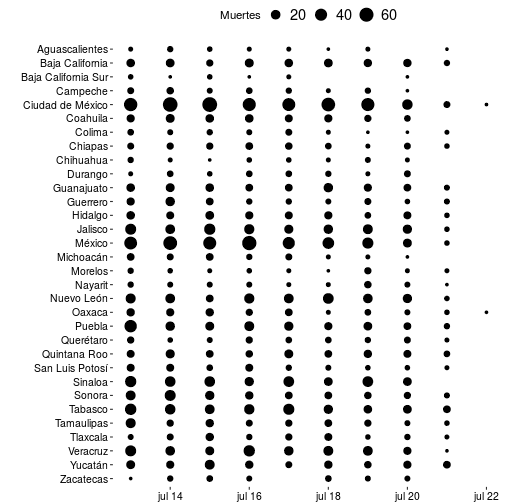 Muertes 20 40 60
Aguascalientes
Baja California
Baja California Sur
Campeche
Ciudad de México
Coahuila
Colima
Chiapas
Chihuahua
Durango
Guanajuato
Guerrero
Hidalgo
Jalisco
México
Michoacán
Morelos
Nayarit
Nuevo León
Oaxaca
Puebla
Querétaro
Quintana Roo
San Luis Potosí
Sinaloa
Sonora
Tabasco
Tamaulipas
Tlaxcala
Veracruz
Yucatán
Zacatecas
jul 14 jul 16 jul 18 jul 20 jul 22